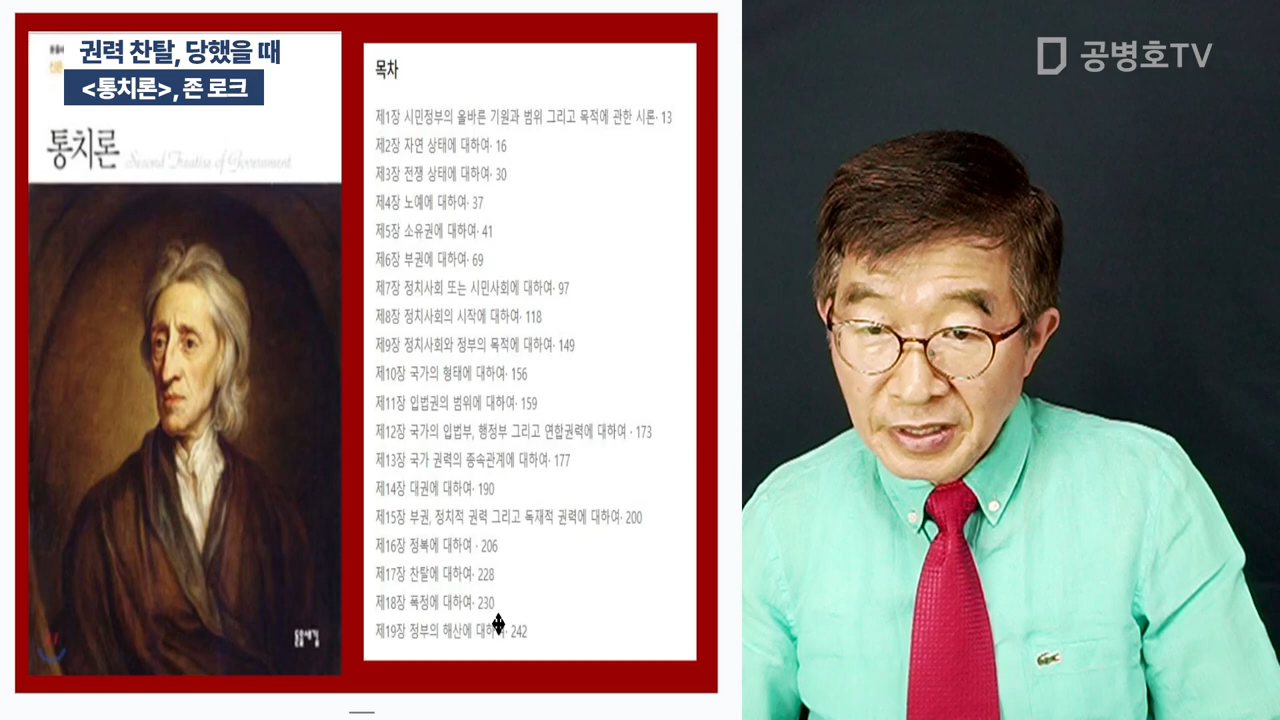 권력 찬탈, 당했을 때
<통치론>, 존 로크
통치론 Second Treatise of Government
목차
제1장 시민정부의 올바른 기원과 범위 그리고 목적에 관한 시론· 13
제2장 자연 상태에 대하여· 16
제3장 전쟁 상태에 대하여· 30
제4장 노예에 대하여· 37
제5장 소유권에 대하여· 41
제6장 부권에 대하여· 69
제7장 정치사회 또는 시민사회에 대하여· 97
제8장 정치사회의 시작에 대하여· 118
제9장 정치사회와 정부의 목적에 대하여· 149
제10장 국가의 형태에 대하여· 156
제11장 입법권의 범위에 대하여· 159
제12장 국가의 입법부, 행정부 그리고 연합권력에 대하여 · 173
제13장 국가 권력의 종속관계에 대하여· 177
제14장 대권에 대하여· 190
제15장 부권, 정치적 권력 그리고 독재적 권력에 대하여· 200
제16장 정복에 대하여 · 206
제17장 찬탈에 대하여· 228
제18장 폭정에 대하여· 230
제19장 정부의 해산에 대하여· 242
공병호TV